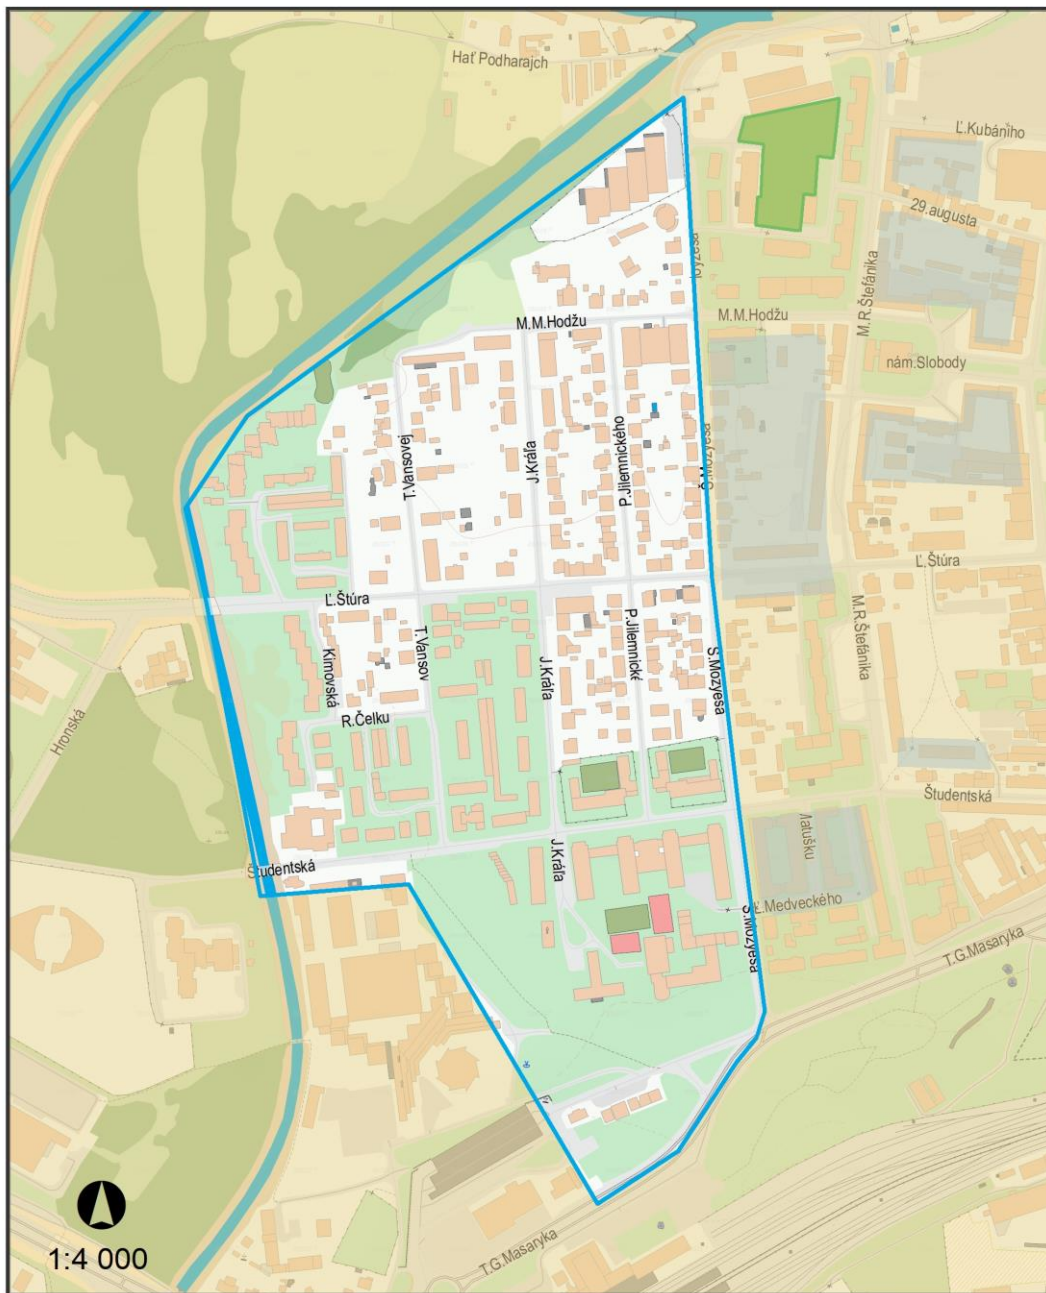 Hať Podharajch
Ľ.Kubániho
29.augusta
M.R.Štefánika
M.M.Hodžu
M.M.Hodžu
nám.Slobody
T.Vansovej
J.Kráľa
P.Jilemnického
Š.Mozyesa
Ľ.Štúra
Ľ.Štúra
Kimovská
T.Vansov
J.Kráľa
P.Jilemnické
S.Mozyesa
M.R.Štefánika
R.Čelku
Hronská
Študentská
Študentská
J.Kráľa
Ľ.Medveckého
S.Mozyesa
T.G.Masaryka
T.G.Masaryka
1:4 000